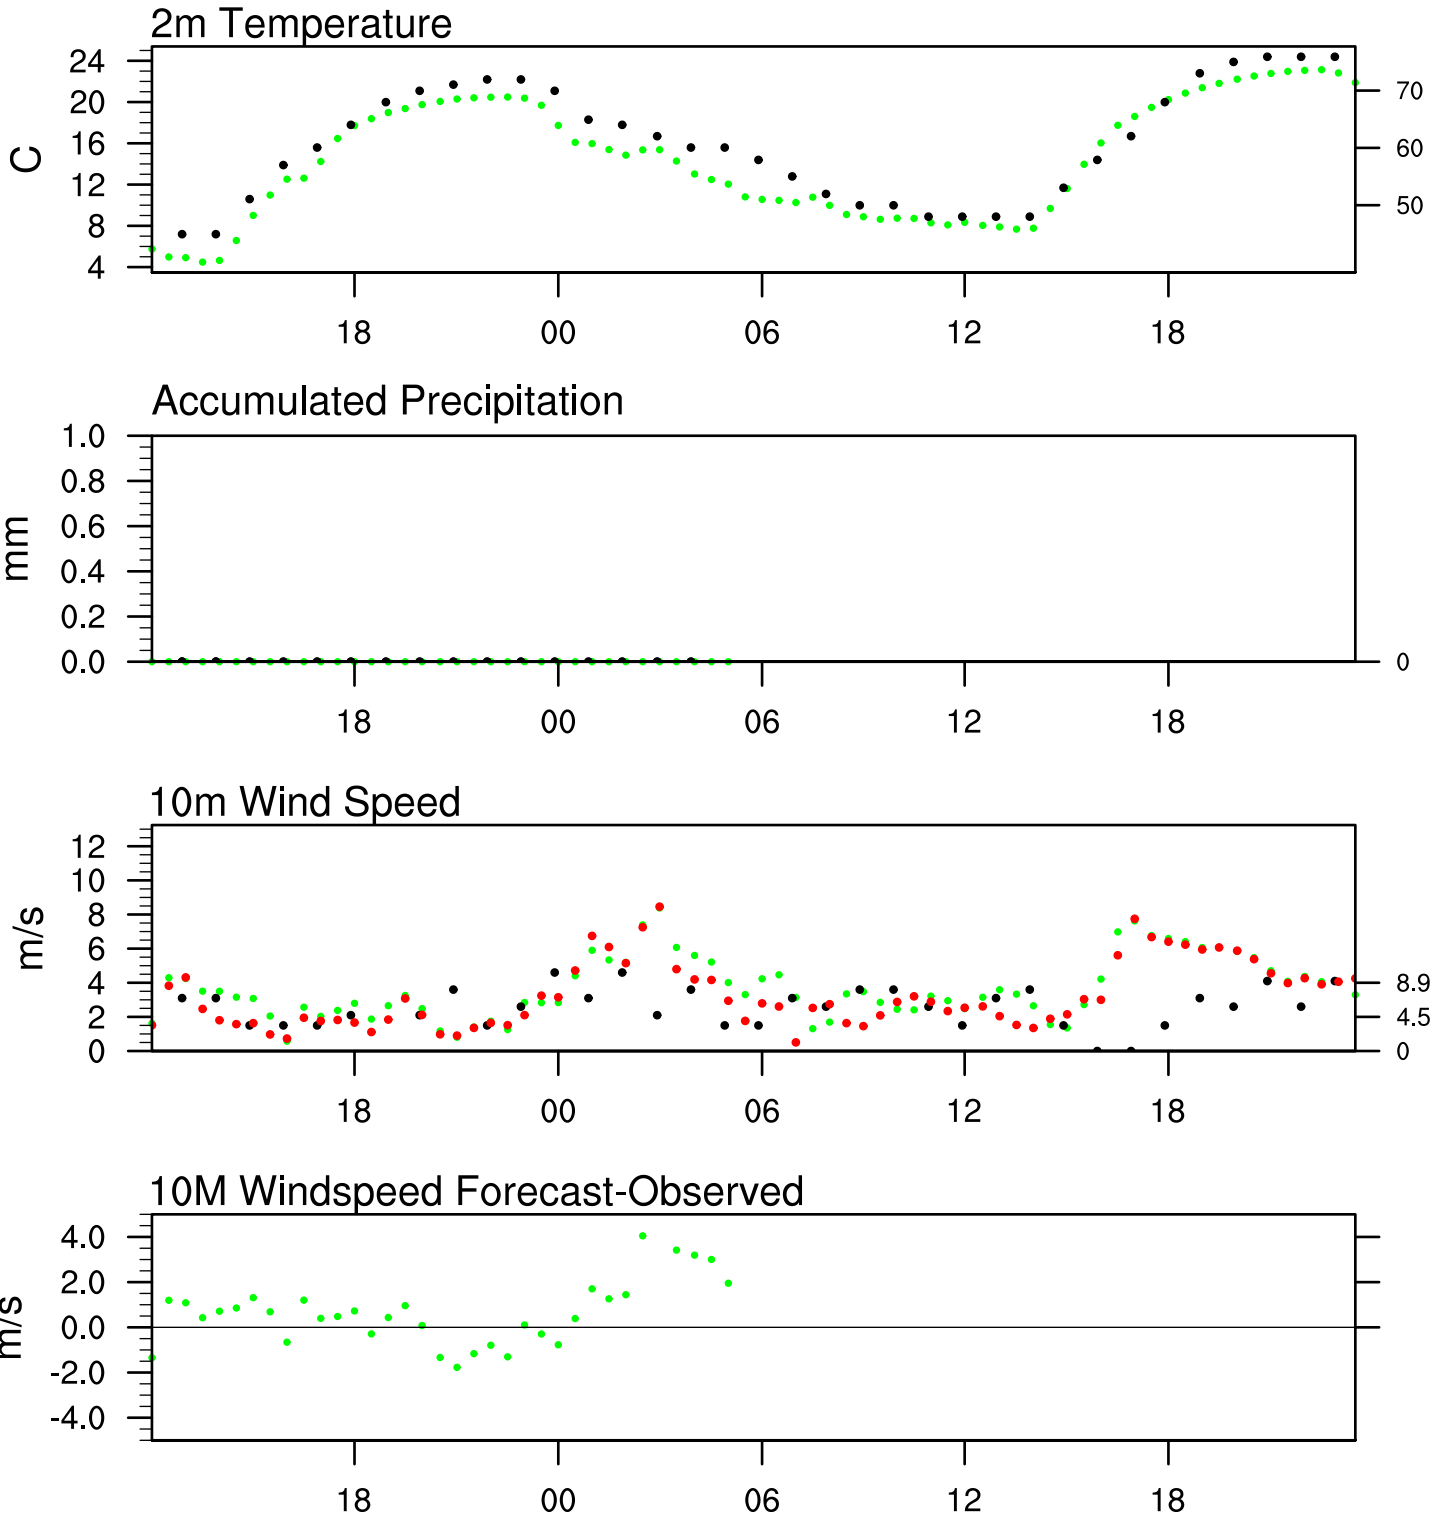 2m Temperature
24
20
16
12
8
4
C
70
60
50
18 00 06 12 18
Accumulated Precipitation
1.0
0.8
0.6
0.4
0.2
0.0
mm
0
18 00 06 12 18
10m Wind Speed
12
10
8
6
4
2
0
m/s
8.9
4.5
0
18 00 06 12 18
10M Windspeed Forecast-Observed
4.0
2.0
0.0
-2.0
-4.0
m/s
18 00 06 12 18